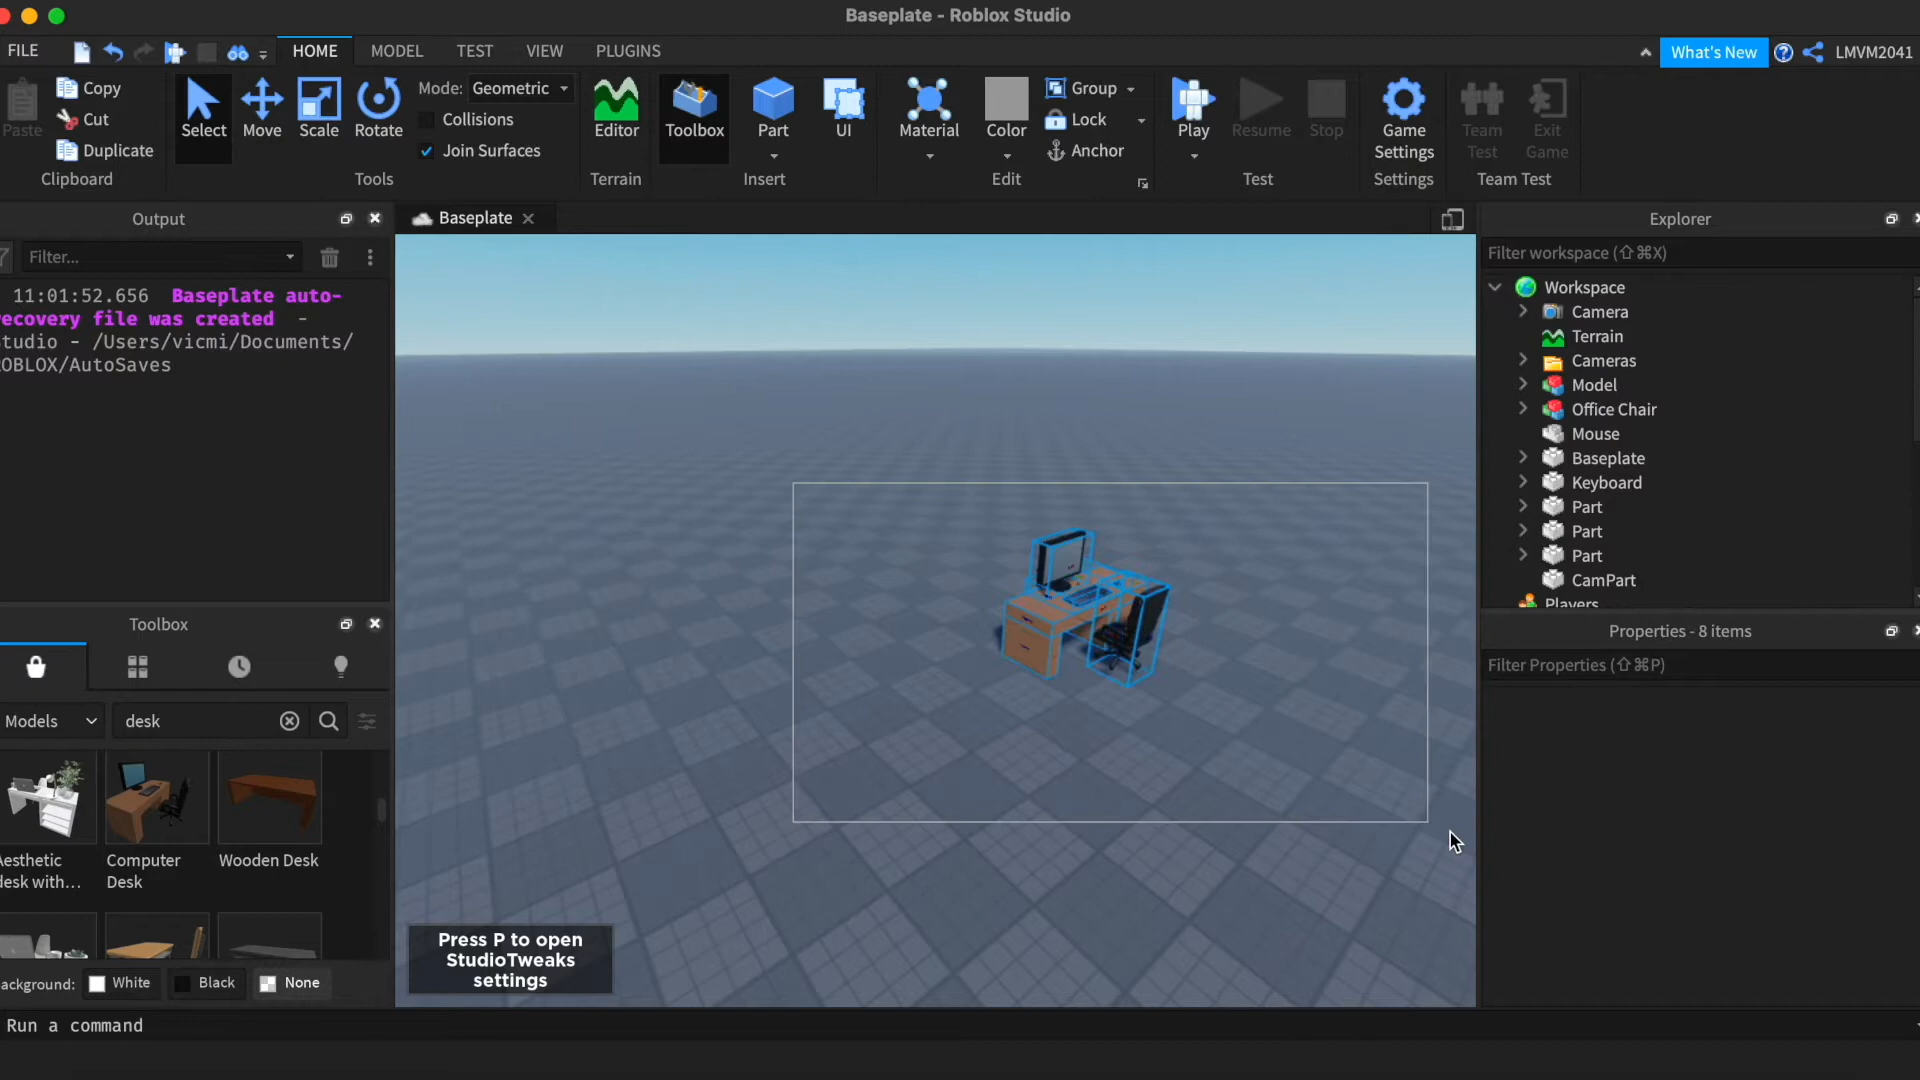 Baseplate - Roblox Studio
FILE
HOME
MODEL
TEST
VIEW
PLUGINS
What's New
LMVM2041
Paste
Copy
Cut
Duplicate
Clipboard
Select
Move
Scale
Rotate
Mode: Geometric
Collisions
Join Surfaces
Tools
Editor
Terrain
Toolbox
Part
UI
Insert
Material
Color
Group
Lock
Anchor
Edit
Play
Resume
Stop
Test
Game
Settings
Settings
Team
Test
Exit
Game
Team Test
Output
Filter...
11:01:52.656 Baseplate auto-
ecovery file was created -
tudio - /Users/vicmi/Documents/
OBLOX/AutoSaves
Toolbox
Models
desk
Aesthetic
desk with...
Computer
Desk
Wooden Desk
ackground:
White
Black
None
Run a command
Baseplate
Press P to open
StudioTweaks
settings
Explorer
Filter workspace (⇧⌘X)
Workspace
Camera
Terrain
Cameras
Model
Office Chair
Mouse
Baseplate
Keyboard
Part
Part
Part
CamPart
Players
Properties - 8 items
Filter Properties (⇧⌘P)